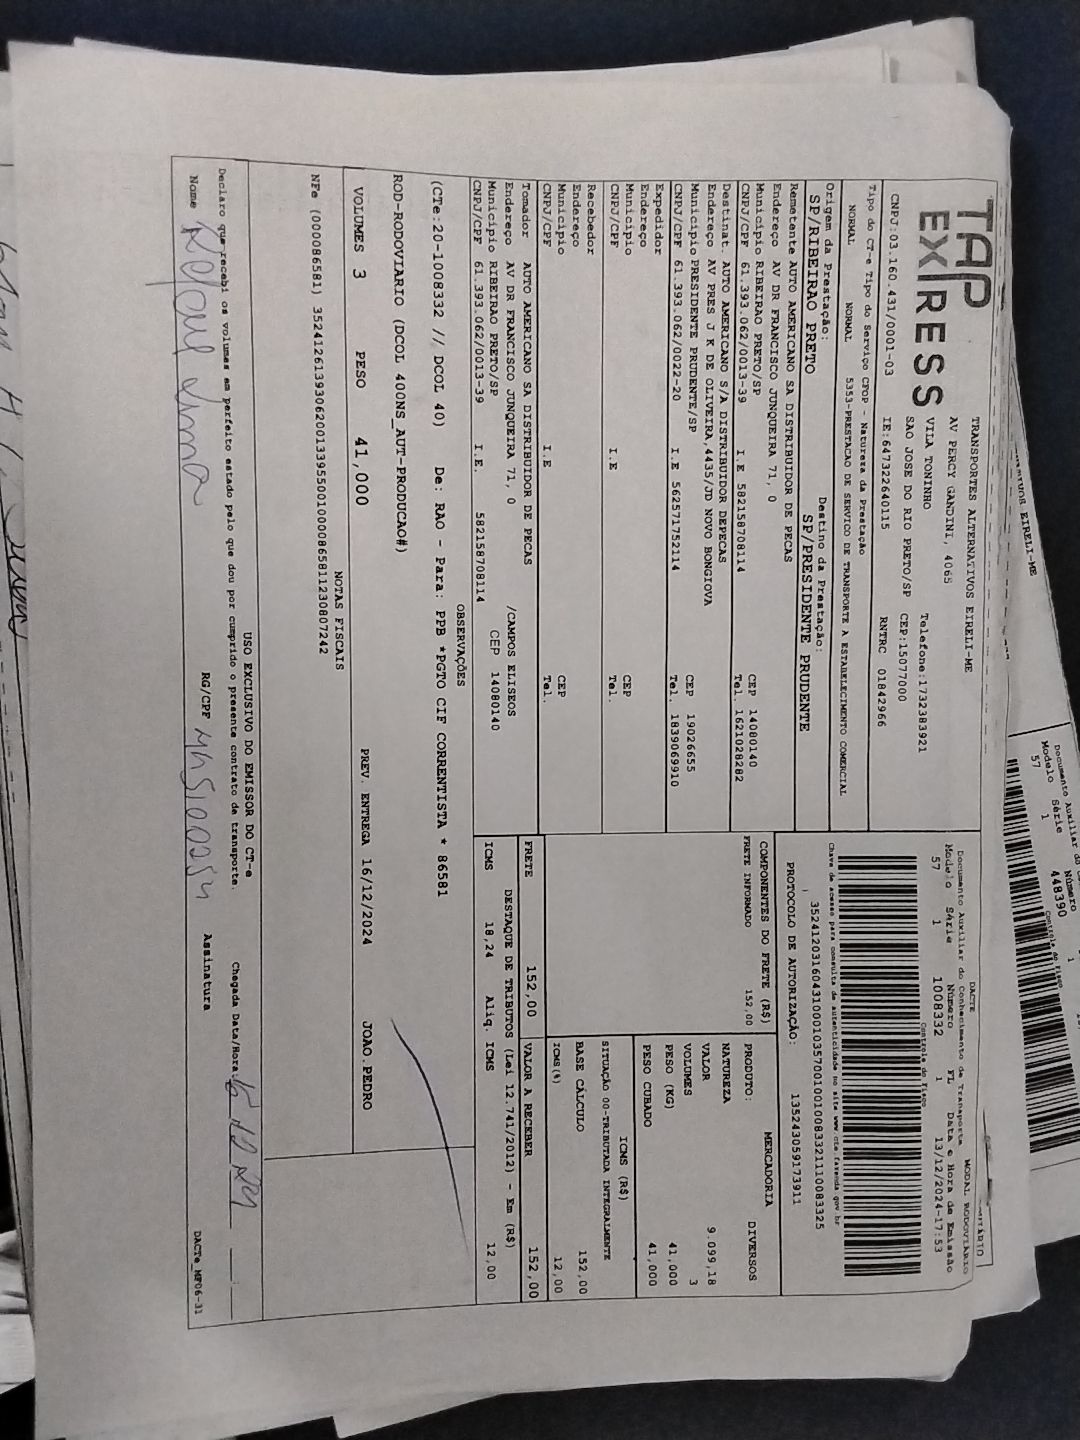 TAP
EXPRESS
TRANSPORTES ALTERNATIVOS EIRELI-ME
AV PERCY GANDINI, 4065
VILA TONINHO Telefone:1732383921
SAO JOSE DO RIO PRETO/SP CEP:15077000
CNPJ:03.160.431/0001-03 IE:647322640115 RNTRC 01842966
Tipo do CT-e Tipo do Serviço CFOP - Natureza da Prestação
NORMAL NORMAL 5353-PRESTACAO DE SERVICO DE TRANSPORTE A ESTABELECIMENTO COMERCIAL
Origem da Prestação: Destino da Prestação:
SP/RIBEIRAO PRETO SP/PRESIDENTE PRUDENTE
Remetente AUTO AMERICANO SA DISTRIBUIDOR DE PECAS
Endereço AV DR FRANCISCO JUNQUEIRA 71, 0
Município RIBEIRAO PRETO/SP CEP 14080140
CNPJ/CPF 61.393.062/0013-39 I.E 582158708114 Tel 1621028282
Destinat. AUTO AMERICANO S/A DISTRIBUIDOR DEPECAS
Endereço AV PRES J K DE OLIVEIRA,4435/JD NOVO BONGIOVA
Município PRESIDENTE PRUDENTE/SP CEP 19026655
CNPJ/CPF 61.393.062/0022-20 I.E 562571752114 Tel. 1839069910
Expedidor
Endereço
Município CEP
CNPJ/CPF I.E Tel.
Recebedor
Endereço
Município CEP
CNPJ/CPF I.E Tel.
Tomador AUTO AMERICANO SA DISTRIBUIDOR DE PECAS
Endereço AV DR FRANCISCO JUNQUEIRA 71, 0 /CAMPOS ELISEOS
Município RIBEIRAO PRETO/SP CEP 14080140
CNPJ/CPF 61.393.062/0013-39 I.E. 582158708114
DACTE MODAL RODOVIÁRIO
Documento Auxiliar do Conhecimento de Transporte
Modelo Série Número FL Data e Hora de Emissão
57 1 1008332 1 13/12/2024-17:53
Controle do Fisco
Chave de acesso para consulta de autenticidade no site www.cte.fazenda.gov.br
35241203160431000103570010010083321110083325
PROTOCOLO DE AUTORIZAÇÃO: 135243059173911
COMPONENTES DO FRETE (R$)
FRETE INFORMADO 152,00
MERCADORIA
PRODUTO: DIVERSOS
NATUREZA
VALOR 9.099,18
VOLUMES 3
PESO (KG) 41,000
PESO CUBADO 41,000
ICMS (R$)
SITUAÇÃO 00-TRIBUTADA INTEGRALMENTE
BASE CÁLCULO 152,00
ICMS(%) 12,00
FRETE 152,00 VALOR A RECEBER 152,00
DESTAQUE DE TRIBUTOS (Lei 12.741/2012) - Em (R$)
ICMS 18,24 Aliq. ICMS 12,00
OBSERVAÇÕES
(CTe:20-1008332 // DCOL 40) De: RAO - Para: PPB *PGTO CIF CORRENTISTA * 86581
ROD-RODOVIARIO (DCOL 400NS_AUT-PRODUCAO#)
VOLUMES 3 PESO 41,000 PREV. ENTREGA 16/12/2024 JOAO.PEDRO
NOTAS FISCAIS
NFe (000086581) 35241261393062001339550010000865811230807242
USO EXCLUSIVO DO EMISSOR DO CT-e
Declaro que recebi os volumes em perfeito estado pelo que dou por cumprido o presente contrato de transporte. Chegada Data/Hora:
Nome RG/CPF Assinatura
DACTe_MP06-31
Modelo Série Número
57 1 448390